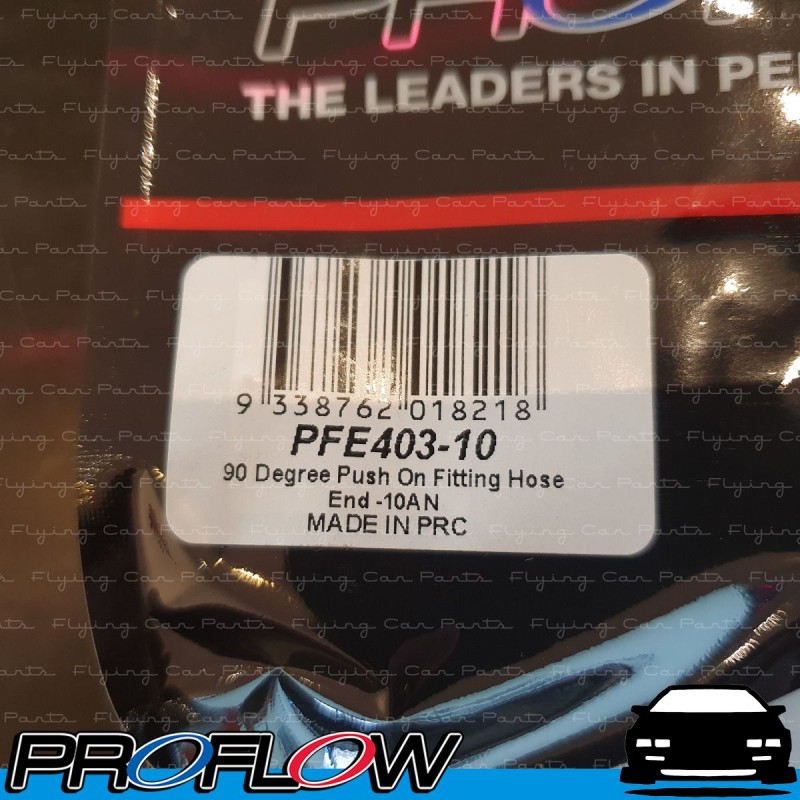 THE LEADERS IN
9 338762 018218
PFE403-10
90 Degree Push On Fitting Hose
End -10AN
MADE IN PRC
Flying Car Parts
PROFLOW